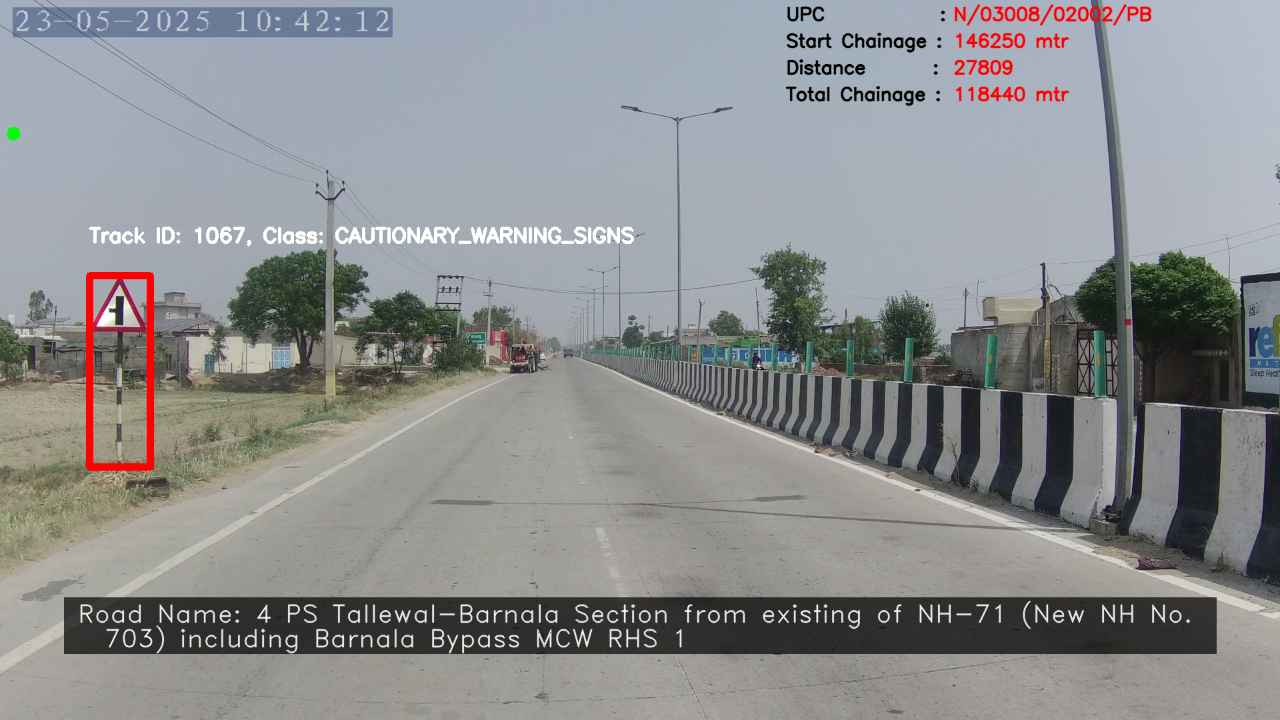 23-05-2025 10:42:12
UPC : N/03008/02002/PB
Start Chainage : 146250 mtr
Distance : 27809
Total Chainage : 118440 mtr
Track ID: 1067, Class: CAUTIONARY_WARNING_SIGNS
Road Name: 4 PS Tallewal-Barnala Section from existing of NH-71 (New NH No.
703) including Barnala Bypass MCW RHS 1